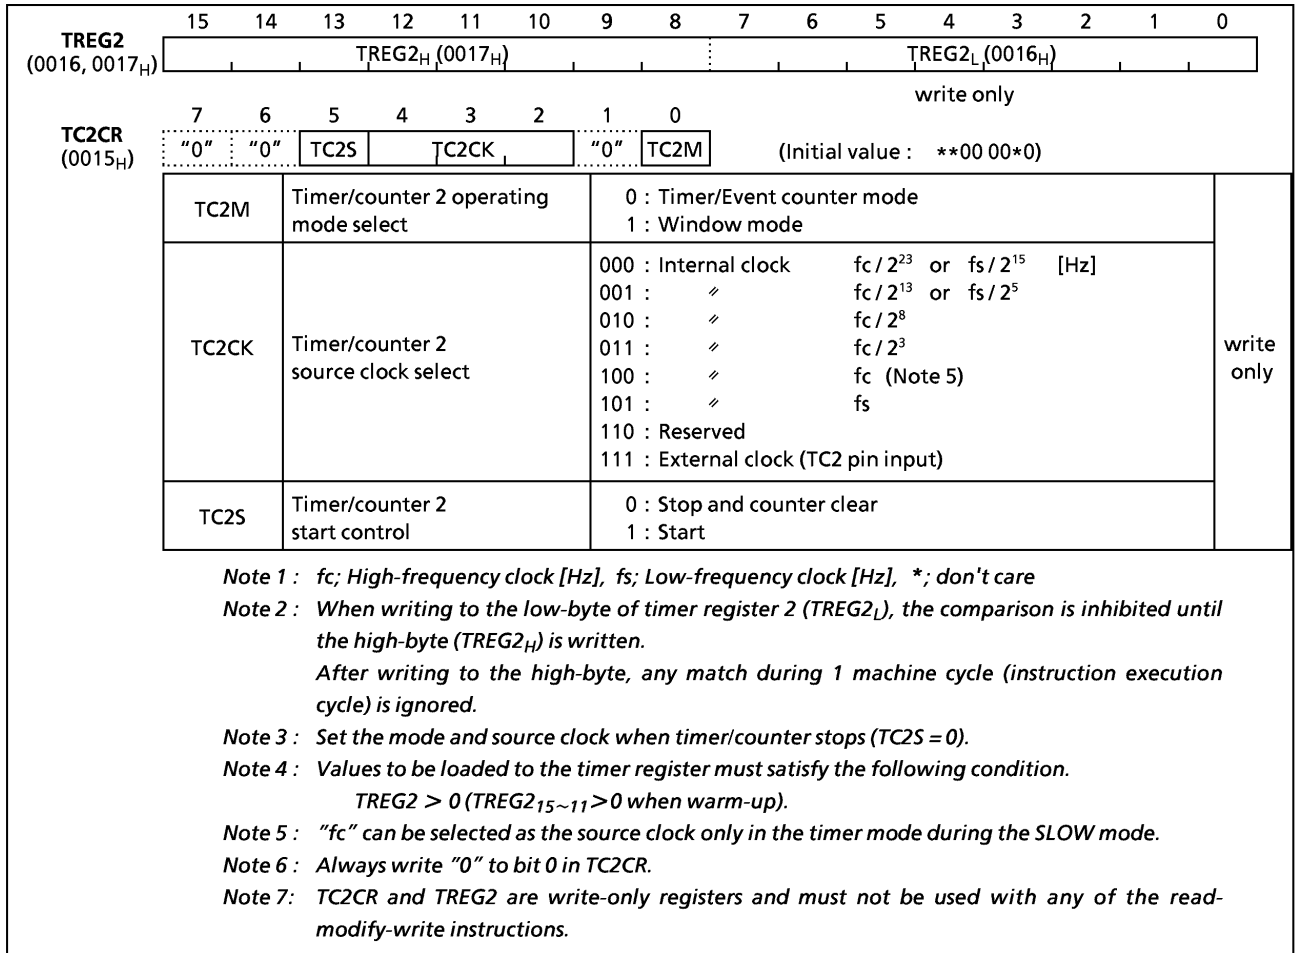 15 14 13 12 11 10 9 8 7 6 5 4 3 2 1 0
TREG2
(0016, 0017H)
TREG2H (0017H) TREG2L (0016H)
write only
7 6 5 4 3 2 1 0
TC2CR
(0015H)
"0" "0" TC2S TC2CK "0" TC2M (Initial value : **00 00*0)
TC2M
Timer/counter 2 operating
mode select
0 : Timer/Event counter mode
1 : Window mode
TC2CK
Timer/counter 2
source clock select
000 : Internal clock fc / 2²³ or fs / 2¹⁵ [Hz]
001 : 〃 fc / 2¹³ or fs / 2⁵
010 : 〃 fc / 2⁸
011 : 〃 fc / 2³
100 : 〃 fc (Note 5)
101 : 〃 fs
110 : Reserved
111 : External clock (TC2 pin input)
TC2S
Timer/counter 2
start control
0 : Stop and counter clear
1 : Start
write
only
Note 1 : fc; High-frequency clock [Hz], fs; Low-frequency clock [Hz], *; don't care
Note 2 : When writing to the low-byte of timer register 2 (TREG2L), the comparison is inhibited until
the high-byte (TREG2H) is written.
After writing to the high-byte, any match during 1 machine cycle (instruction execution
cycle) is ignored.
Note 3 : Set the mode and source clock when timer/counter stops (TC2S = 0).
Note 4 : Values to be loaded to the timer register must satisfy the following condition.
TREG2 > 0 (TREG215~11 > 0 when warm-up).
Note 5 : "fc" can be selected as the source clock only in the timer mode during the SLOW mode.
Note 6 : Always write "0" to bit 0 in TC2CR.
Note 7: TC2CR and TREG2 are write-only registers and must not be used with any of the read-
modify-write instructions.